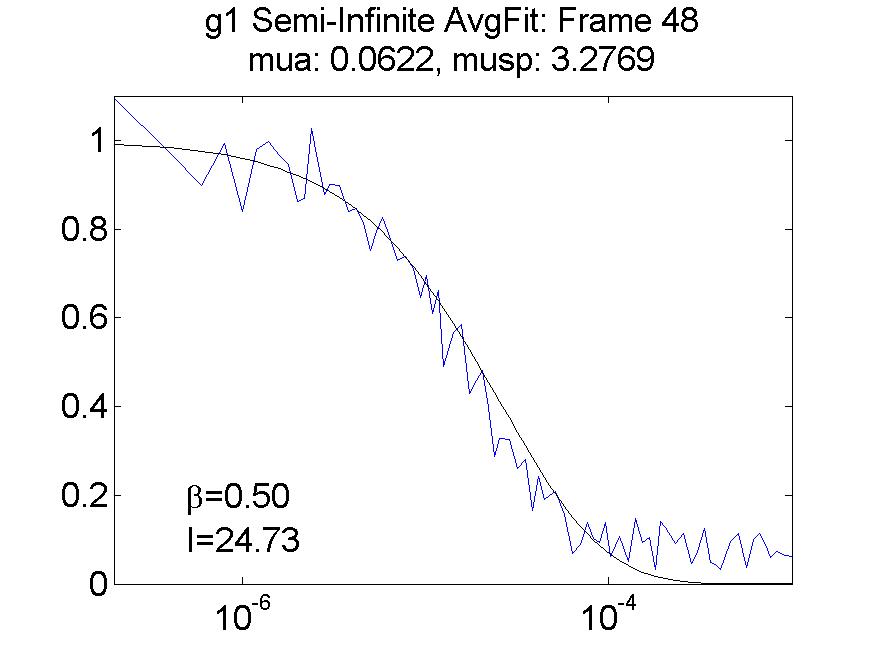 g1 Semi-Infinite AvgFit: Frame 48
mua: 0.0622, musp: 3.2769
1
0.8
0.6
0.4
0.2
0
β=0.50
I=24.73
10^-6
10^-4